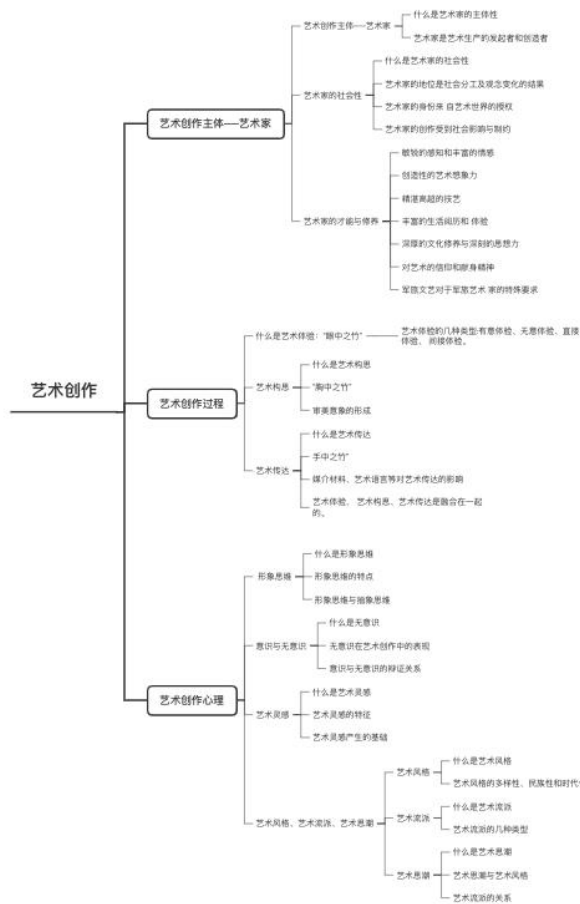 艺术创作
艺术创作主体——艺术家
艺术创作主体——艺术家
什么是艺术家的主体性
艺术家是艺术生产的发起者和创造者
艺术家的社会性
什么是艺术家的社会性
艺术家的地位是社会分工及观念变化的结果
艺术家的身份来 自艺术世界的授权
艺术家的创作受到社会影响与制约
艺术家的才能与修养
敏锐的感知和丰富的情感
创造性的艺术想象力
精湛高超的技艺
丰富的生活阅历和 体验
深厚的文化修养与深刻的思想力
对艺术的信仰和献身精神
军旅文艺对于军旅艺术 家的特殊要求
艺术创作过程
什么是艺术体验："眼中之竹"
艺术体验的几种类型:有意体验、无意体验、直接
体验、 间接体验。
艺术构思
什么是艺术构思
"胸中之竹"
审美意象的形成
艺术传达
什么是艺术传达
手中之竹"
媒介材料、艺术语言等对艺术传达的影响
艺术体验、 艺术构思、艺术传达是融合在一起
的。
艺术创作心理
形象思维
什么是形象思维
形象思维的特点
形象思维与抽象思维
意识与无意识
什么是无意识
无意识在艺术创作中的表现
意识与无意识的辩证关系
艺术灵感
什么是艺术灵感
艺术灵感的特征
艺术灵感产生的基础
艺术风格、艺术流派、艺术思潮
艺术风格
什么是艺术风格
艺术风格的多样性、民族性和时代
艺术流派
什么是艺术流派
艺术流派的几种类型
艺术思潮
什么是艺术思潮
艺术思潮与艺术风格
艺术流派的关系